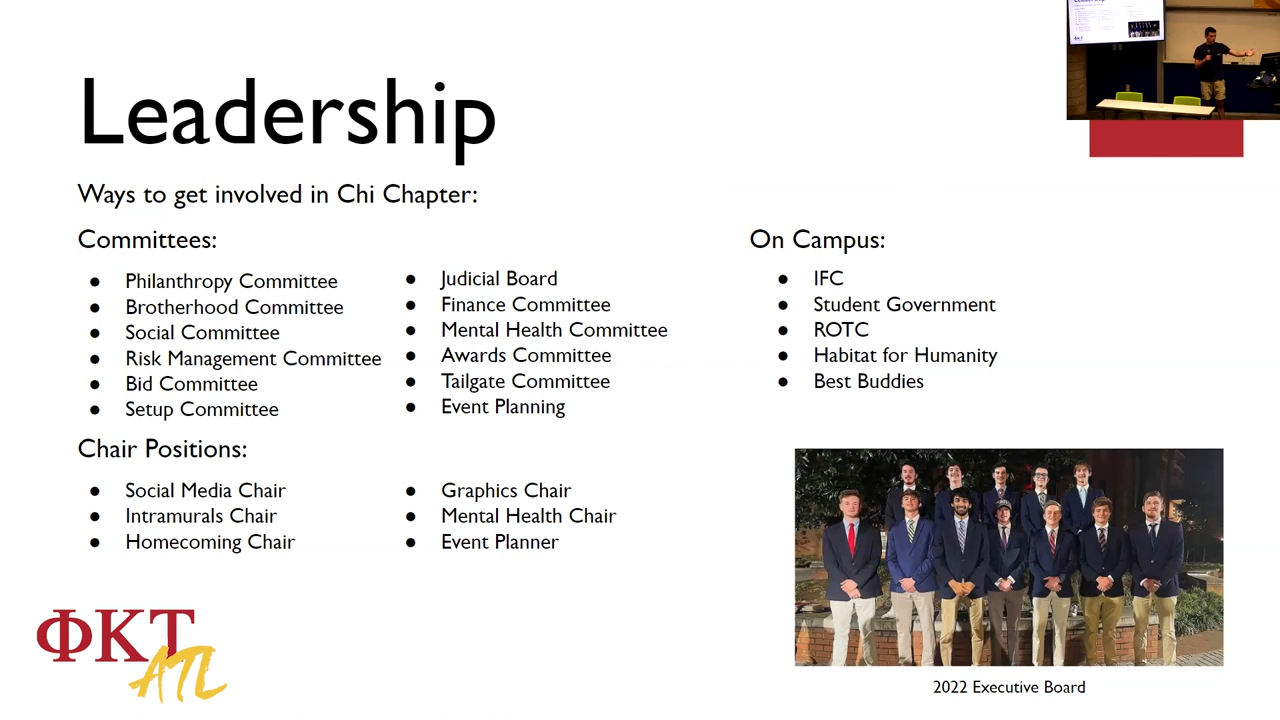 Leadership
Ways to get involved in Chi Chapter:
Committees:
● Philanthropy Committee
● Brotherhood Committee
● Social Committee
● Risk Management Committee
● Bid Committee
● Setup Committee
● Judicial Board
● Finance Committee
● Mental Health Committee
● Awards Committee
● Tailgate Committee
● Event Planning
Chair Positions:
● Social Media Chair
● Intramurals Chair
● Homecoming Chair
● Graphics Chair
● Mental Health Chair
● Event Planner
On Campus:
● IFC
● Student Government
● ROTC
● Habitat for Humanity
● Best Buddies
2022 Executive Board
ΦΚΤ
ATL